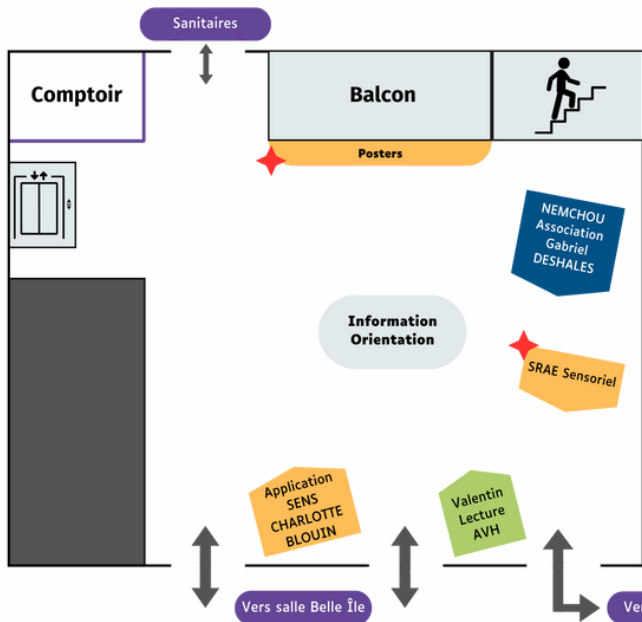 Sanitaires
Comptoir
Balcon
Posters
NEMCHOU
Association
Gabriel
DESHALES
Information
Orientation
SRAE Sensoriel
Application
SENS
CHARLOTTE
BLOUIN
Valentin
Lecture
AVH
Vers salle Belle Île